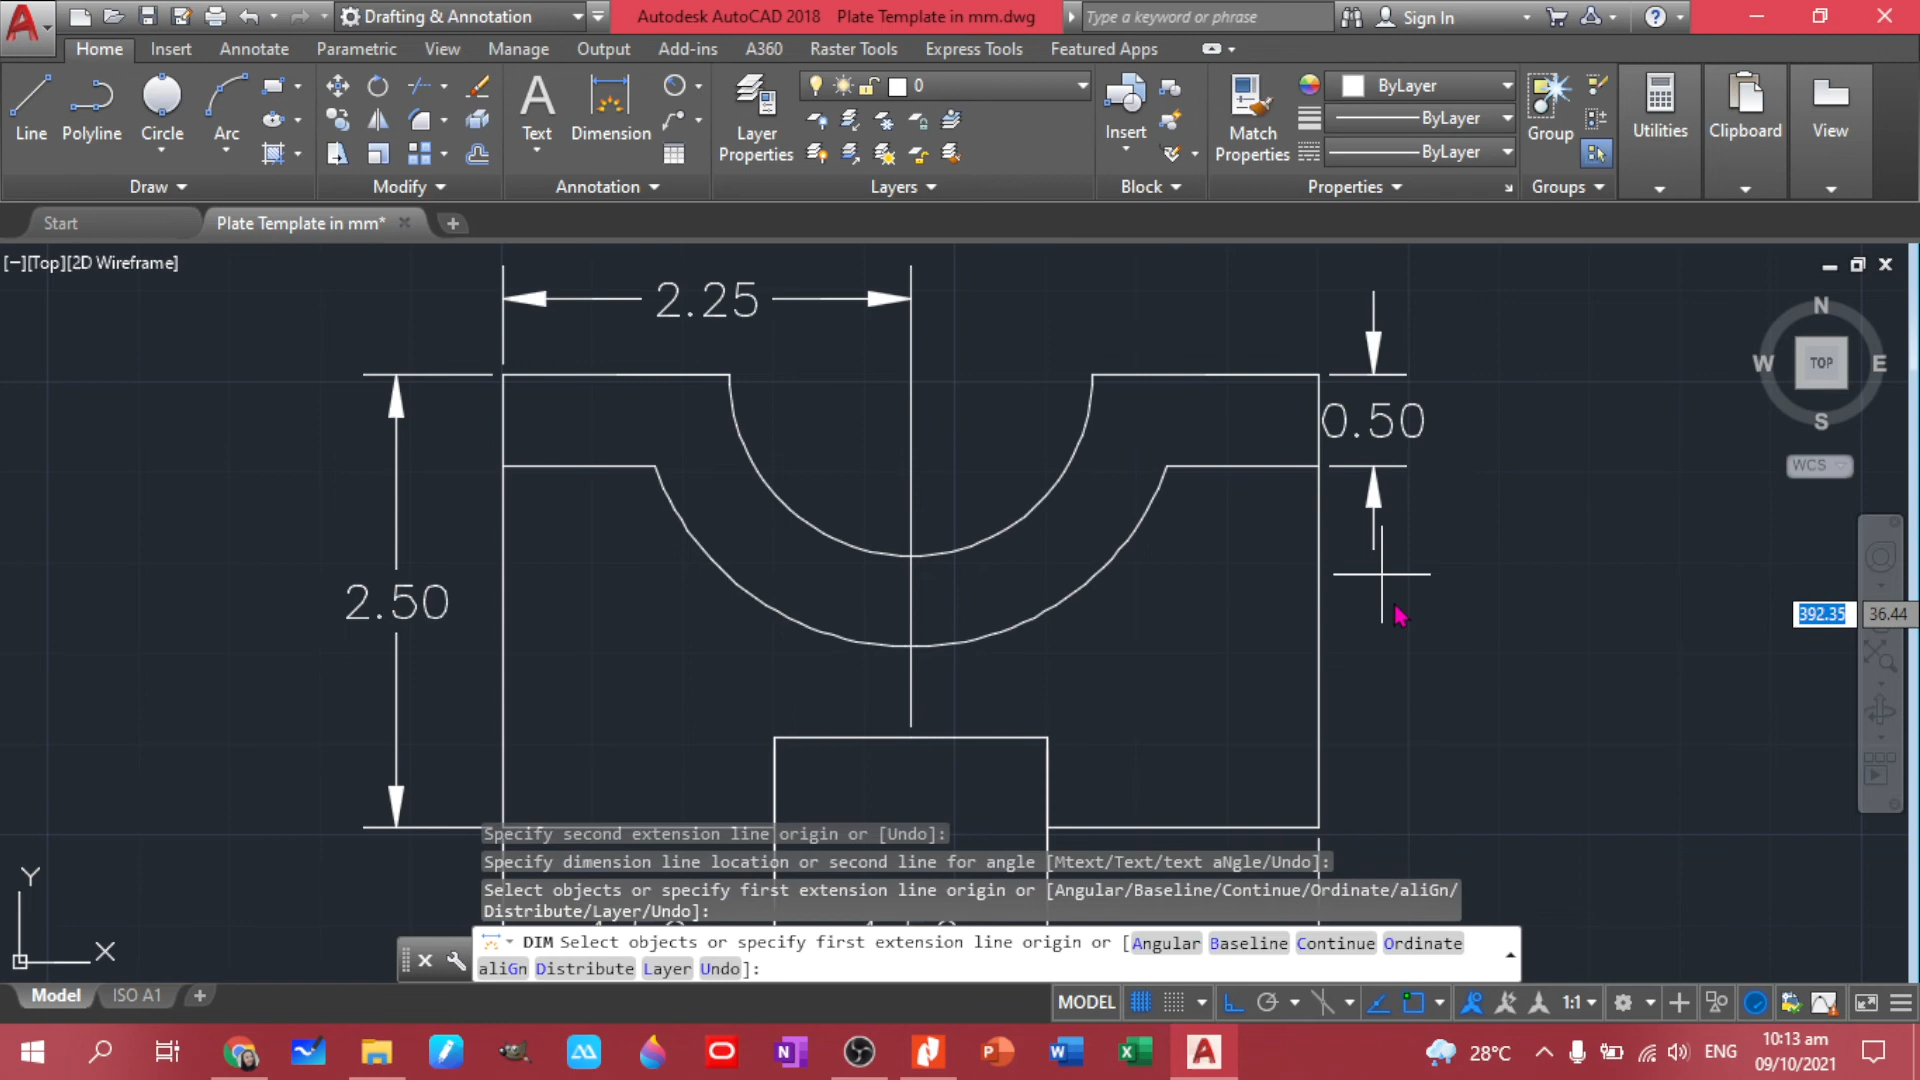 Drafting & Annotation
Autodesk AutoCAD 2018 Plate Template in mm.dwg
Type a keyword or phrase
Sign In
Home Insert Annotate Parametric View Manage Output Add-ins A360 Raster Tools Express Tools Featured Apps
Line Polyline Circle Arc
Text Dimension
Layer Properties
0
Insert
Match Properties
ByLayer
ByLayer
ByLayer
Group
Utilities
Clipboard
View
Draw Modify Annotation Layers Block Properties Groups
Start Plate Template in mm*
[−][Top][2D Wireframe]
2.25
0.50
2.50
N
W TOP E
S
WCS
392.35 36.44
Specify second extension line origin or [Undo]:
Specify dimension line location or second line for angle [Mtext/Text/text aNgle/Undo]:
Select objects or specify first extension line origin or [Angular/Baseline/Continue/Ordinate/aliGn/
Distribute/Layer/Undo]:
DIM Select objects or specify first extension line origin or [Angular Baseline Continue Ordinate
aliGn Distribute Layer Undo]:
Y
X
Model ISO A1
MODEL 1:1
28°C ENG 10:13 am
09/10/2021